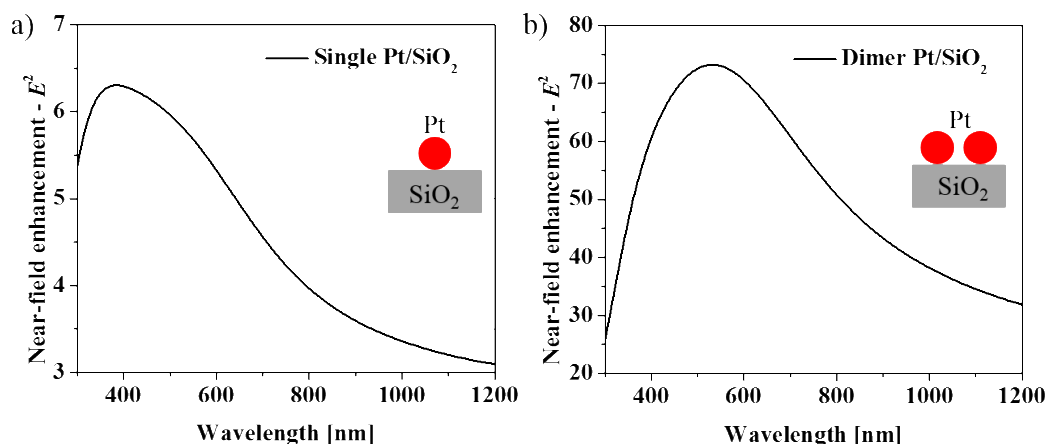 a)
7
6
5
4
3
Near-field enhancement - E²
400 600 800 1000 1200
Wavelength [nm]
Single Pt/SiO₂
Pt
SiO₂
b)
80
70
60
50
40
30
20
Near-field enhancement - E²
400 600 800 1000 1200
Wavelength [nm]
Dimer Pt/SiO₂
Pt
SiO₂